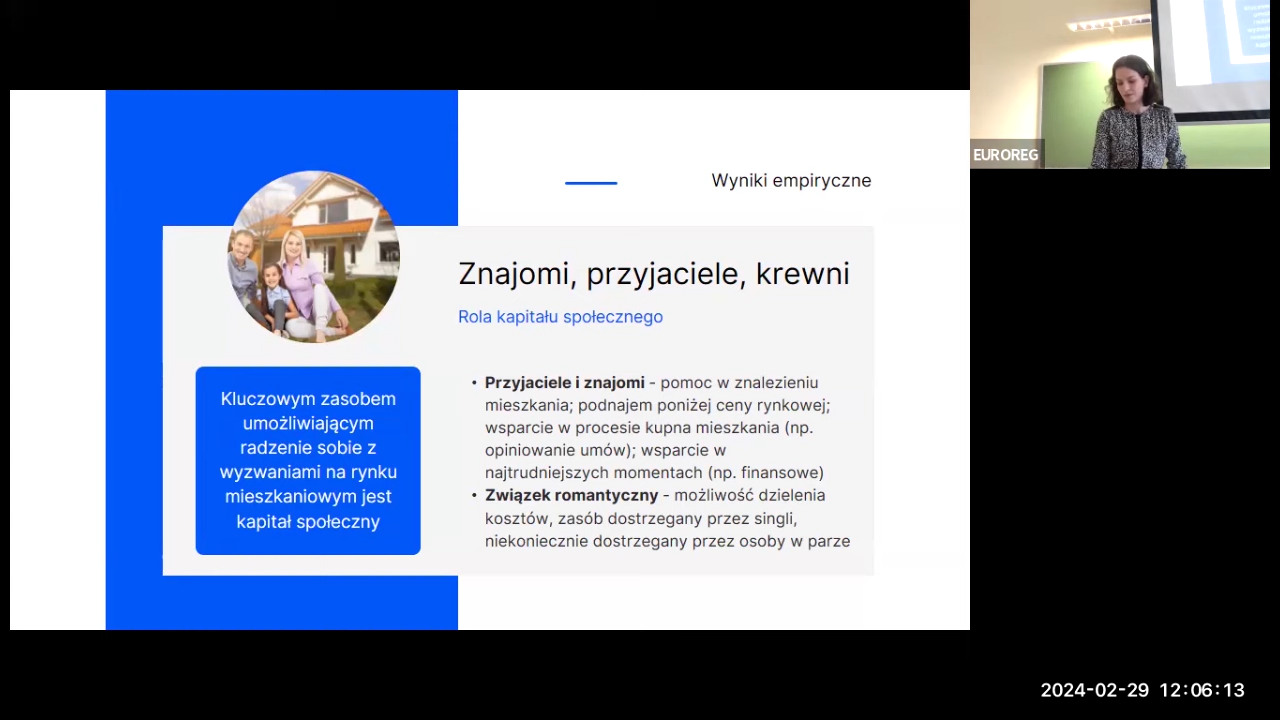 EUROREG
Wyniki empiryczne
Znajomi, przyjaciele, krewni
Rola kapitału społecznego
Kluczowym zasobem
umożliwiającym
radzenie sobie z
wyzwaniami na rynku
mieszkaniowym jest
kapitał społeczny
• Przyjaciele i znajomi - pomoc w znalezieniu
mieszkania; podnajem poniżej ceny rynkowej;
wsparcie w procesie kupna mieszkania (np.
opiniowanie umów); wsparcie w
najtrudniejszych momentach (np. finansowe)
• Związek romantyczny - możliwość dzielenia
kosztów, zasób dostrzegany przez singli,
niekoniecznie dostrzegany przez osoby w parze
2024-02-29 12:06:13